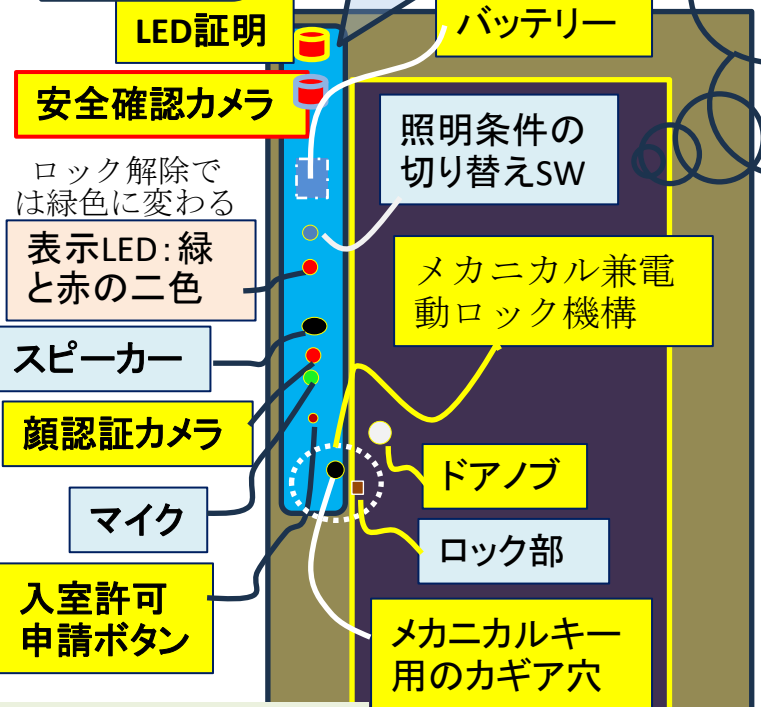 LED証明
バッテリー
安全確認カメラ
照明条件の
切り替えSW
ロック解除で
は緑色に変わる
表示LED:緑
と赤の二色
メカニカル兼電
動ロック機構
スピーカー
顔認証カメラ
ドアノブ
マイク
ロック部
入室許可
申請ボタン
メカニカルキー
用のカギア穴